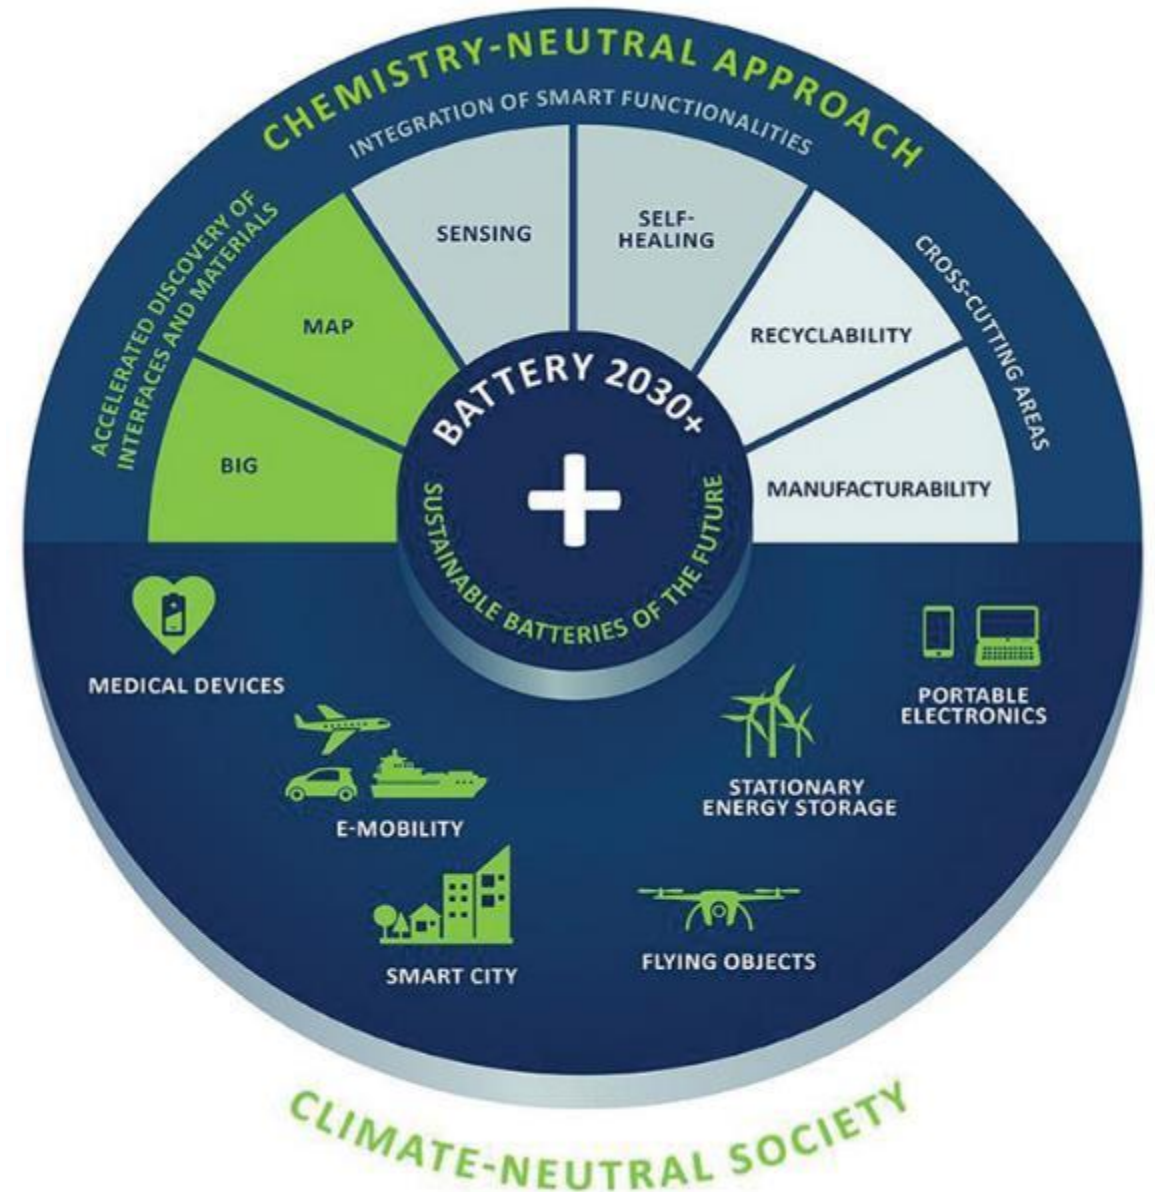 CHEMISTRY-NEUTRAL APPROACH
INTEGRATION OF SMART FUNCTIONALITIES
ACCELERATED DISCOVERY OF
INTERFACES AND MATERIALS
CROSS-CUTTING AREAS
SENSING
SELF-
HEALING
MAP
RECYCLABILITY
BIG
MANUFACTURABILITY
BATTERY 2030+
SUSTAINABLE BATTERIES OF THE FUTURE
MEDICAL DEVICES
PORTABLE
ELECTRONICS
E-MOBILITY
STATIONARY
ENERGY STORAGE
SMART CITY
FLYING OBJECTS
CLIMATE-NEUTRAL SOCIETY